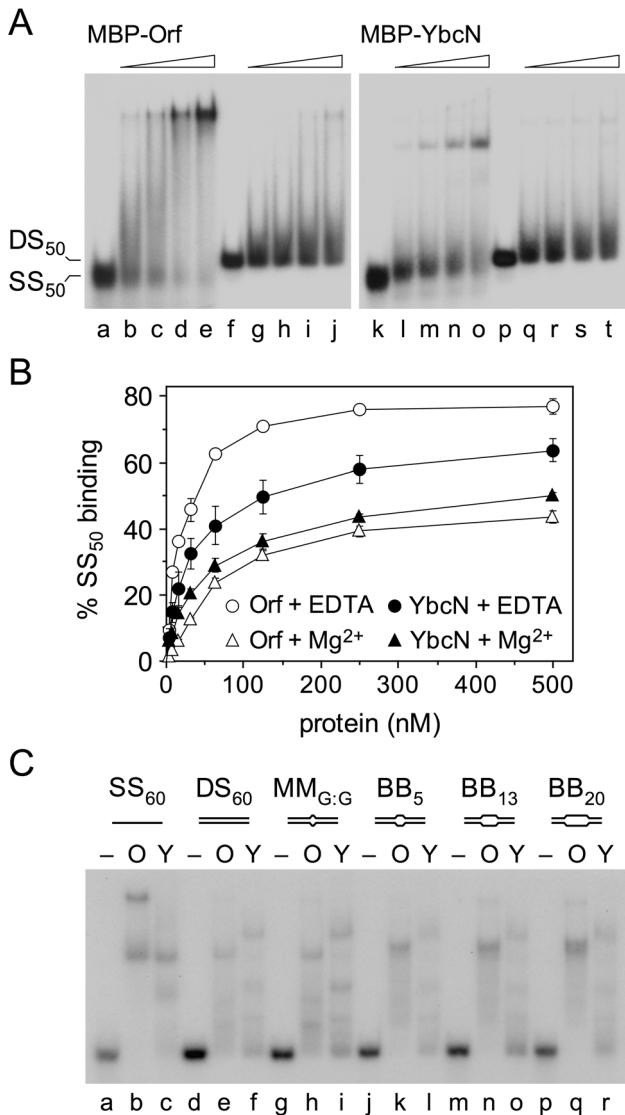 A
MBP-Orf MBP-YbcN
DS₅₀
SS₅₀
a b c d e f g h i j k l m n o p q r s t
B
80
60
40
20
0
% SS₅₀ binding
Orf + EDTA YbcN + EDTA
Orf + Mg²⁺ YbcN + Mg²⁺
0 100 200 300 400 500
protein (nM)
C
SS₆₀ DS₆₀ MM_G:G BB₅ BB₁₃ BB₂₀
– O Y – O Y – O Y – O Y – O Y – O Y
a b c d e f g h i j k l m n o p q r